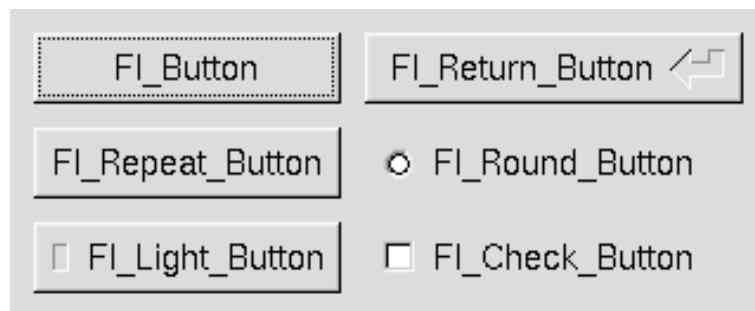 Fl_Button
Fl_Return_Button
Fl_Repeat_Button
Fl_Round_Button
Fl_Light_Button
Fl_Check_Button